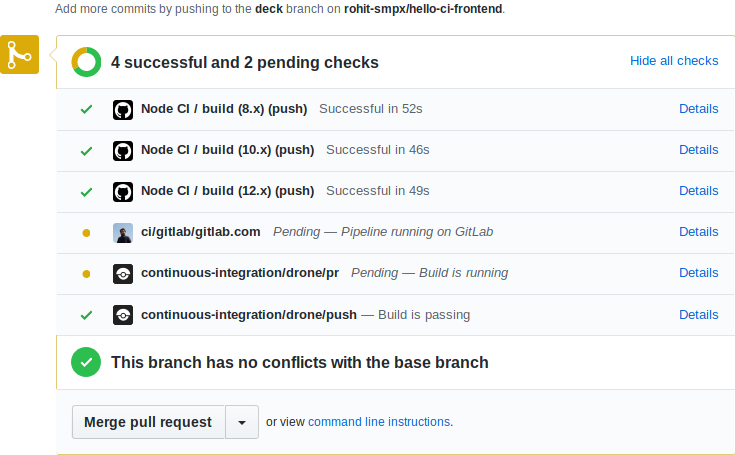 Add more commits by pushing to the deck branch on rohit-smpx/hello-ci-frontend.
4 successful and 2 pending checks Hide all checks
Node CI / build (8.x) (push) Successful in 52s Details
Node CI / build (10.x) (push) Successful in 46s Details
Node CI / build (12.x) (push) Successful in 49s Details
ci/gitlab/gitlab.com Pending — Pipeline running on GitLab Details
continuous-integration/drone/pr Pending — Build is running Details
continuous-integration/drone/push — Build is passing Details
This branch has no conflicts with the base branch
Merge pull request or view command line instructions.